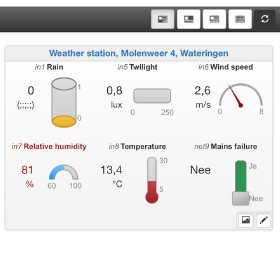 Weather station, Molenweer 4, Wateringen
in1 Rain
in5 Twilight
in6 Wind speed
0
(;;;;;)
1
0
0,8
lux
0 250
2,6
m/s
0 8
in7 Relative humidity
in8 Temperature
net9 Mains failure
81
%
60 100
13,4
°C
30
5
Nee
Ja
Nee